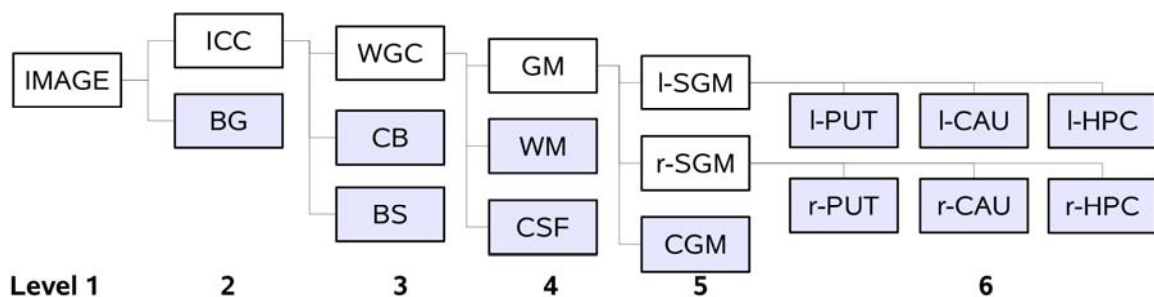 IMAGE
ICC
BG
WGC
CB
BS
GM
WM
CSF
l-SGM
r-SGM
CGM
l-PUT l-CAU l-HPC
r-PUT r-CAU r-HPC
Level 1 2 3 4 5 6